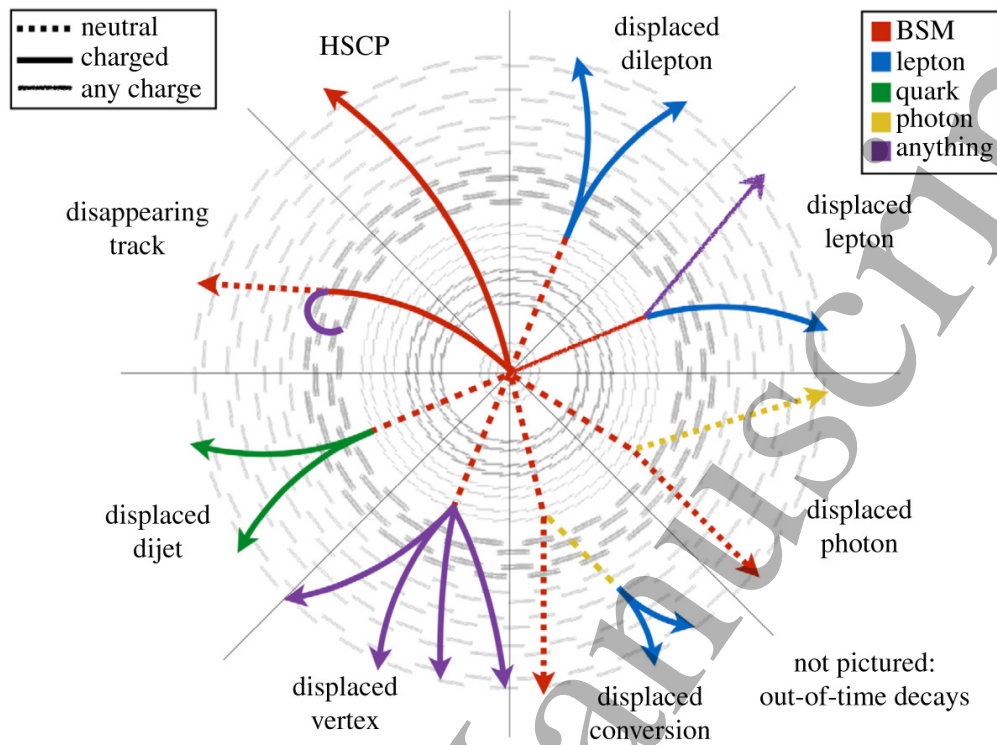 neutral
charged
any charge
HSCP
displaced
dilepton
BSM
lepton
quark
photon
anything
disappearing
track
displaced
lepton
displaced
dijet
displaced
photon
displaced
vertex
displaced
conversion
not pictured:
out-of-time decays